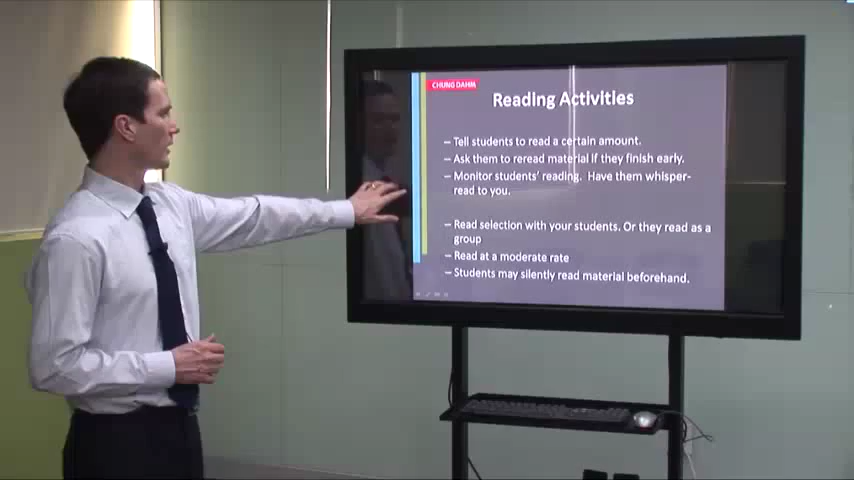 CHUNG DAHM
Reading Activities
– Tell students to read a certain amount.
– Ask them to reread material if they finish early.
– Monitor students' reading. Have them whisper-
read to you.
– Read selection with your students. Or they read as a
group
– Read at a moderate rate
– Students may silently read material beforehand.